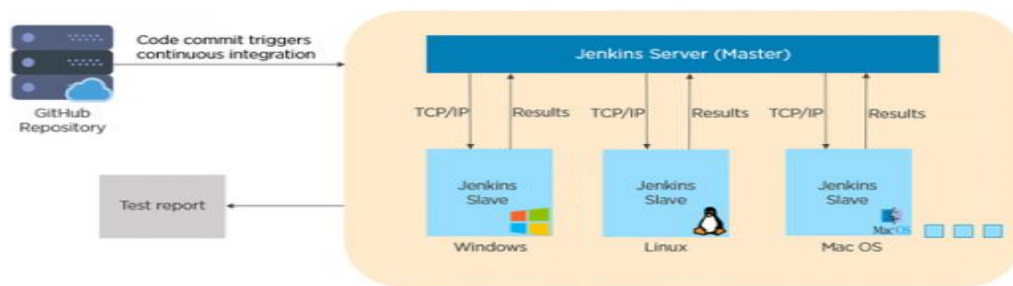 Code commit triggers
continuous integration
GitHub
Repository
Jenkins Server (Master)
TCP/IP
Results
TCP/IP
Results
TCP/IP
Results
Jenkins
Slave
Jenkins
Slave
Jenkins
Slave
MacOS
Windows
Linux
Mac OS
Test report